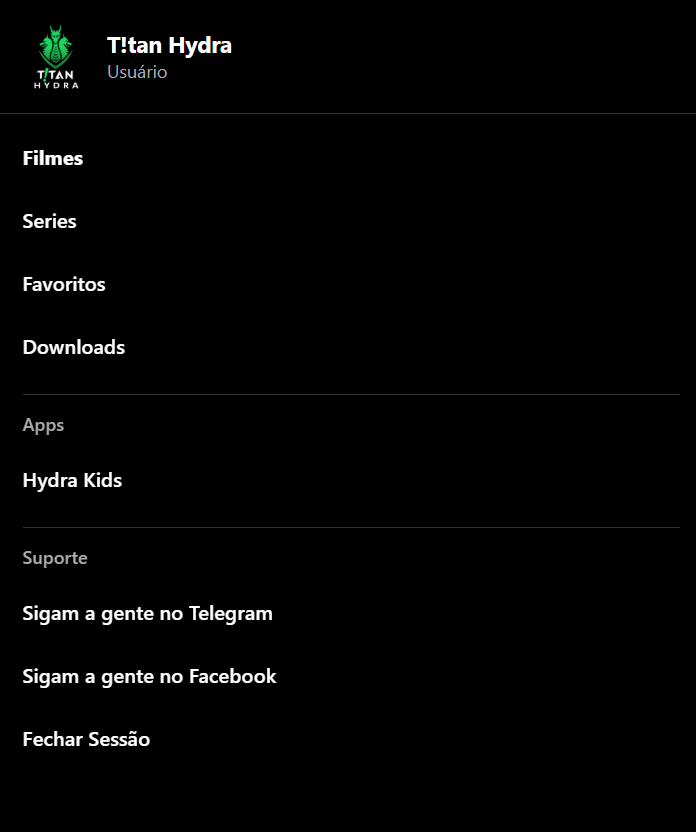 T!TAN
HYDRA
T!tan Hydra
Usuário
Filmes
Series
Favoritos
Downloads
Apps
Hydra Kids
Suporte
Sigam a gente no Telegram
Sigam a gente no Facebook
Fechar Sessão